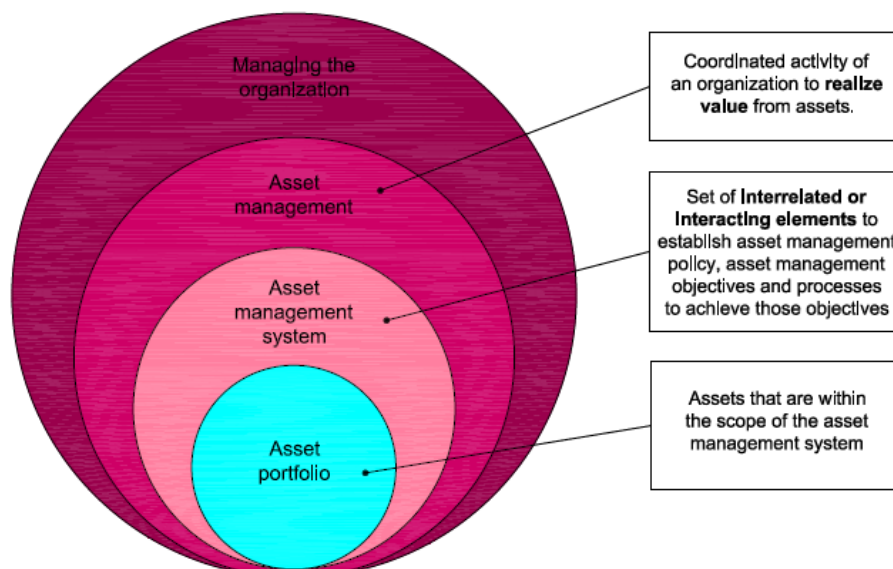 Managing the
organization
Asset
management
Asset
management
system
Asset
portfolio
Coordinated activity of
an organization to realize
value from assets.
Set of Interrelated or
Interacting elements to
establish asset management
policy, asset management
objectives and processes
to achieve those objectives
Assets that are within
the scope of the asset
management system